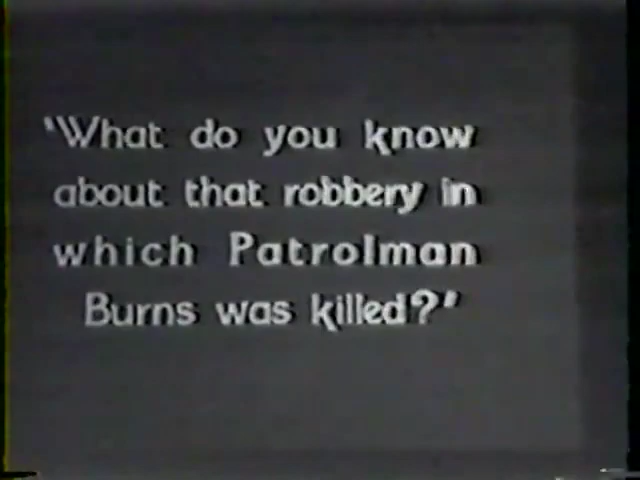 "What do you know
about that robbery in
which Patrolman
Burns was killed?"